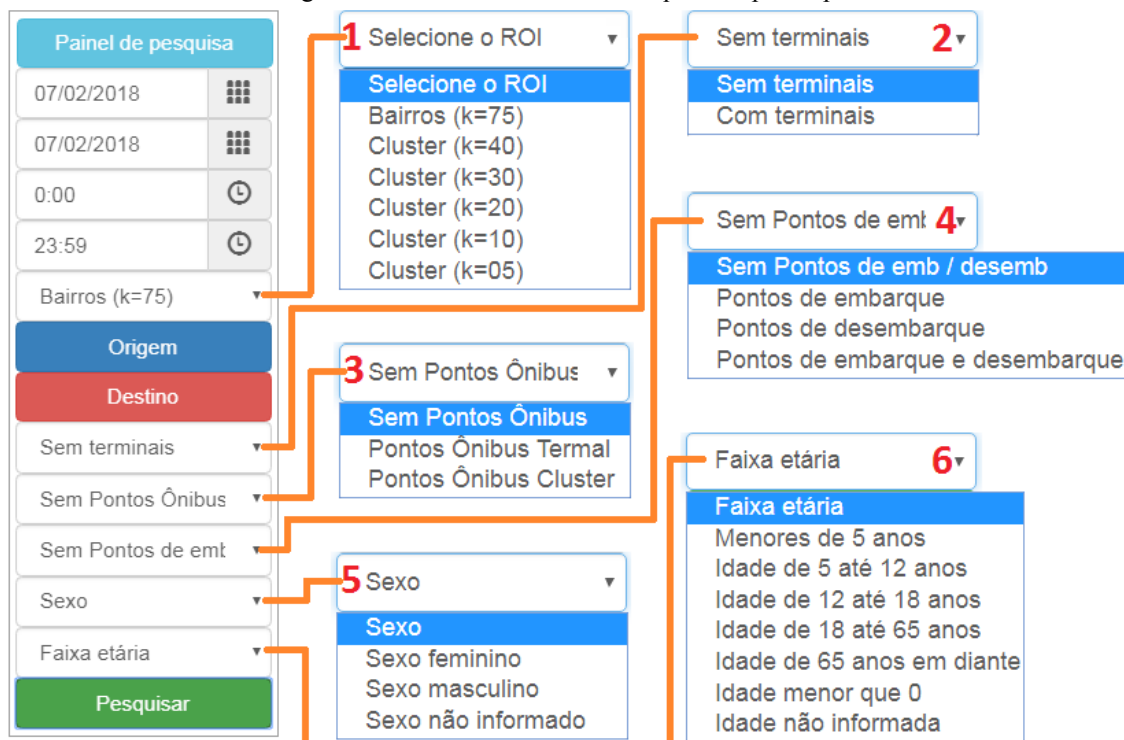 Painel de pesquisa
07/02/2018
07/02/2018
0:00
23:59
Bairros (k=75)
Origem
Destino
Sem terminais
Sem Pontos Ônibus
Sem Pontos de emb
Sexo
Faixa etária
Pesquisar
1 Selecione o ROI
Selecione o ROI
Bairros (k=75)
Cluster (k=40)
Cluster (k=30)
Cluster (k=20)
Cluster (k=10)
Cluster (k=05)
Sem terminais 2
Sem terminais
Com terminais
3 Sem Pontos Ônibus
Sem Pontos Ônibus
Pontos Ônibus Termal
Pontos Ônibus Cluster
Sem Pontos de emb 4
Sem Pontos de emb / desemb
Pontos de embarque
Pontos de desembarque
Pontos de embarque e desembarque
5 Sexo
Sexo
Sexo feminino
Sexo masculino
Sexo não informado
Faixa etária 6
Faixa etária
Menores de 5 anos
Idade de 5 até 12 anos
Idade de 12 até 18 anos
Idade de 18 até 65 anos
Idade de 65 anos em diante
Idade menor que 0
Idade não informada